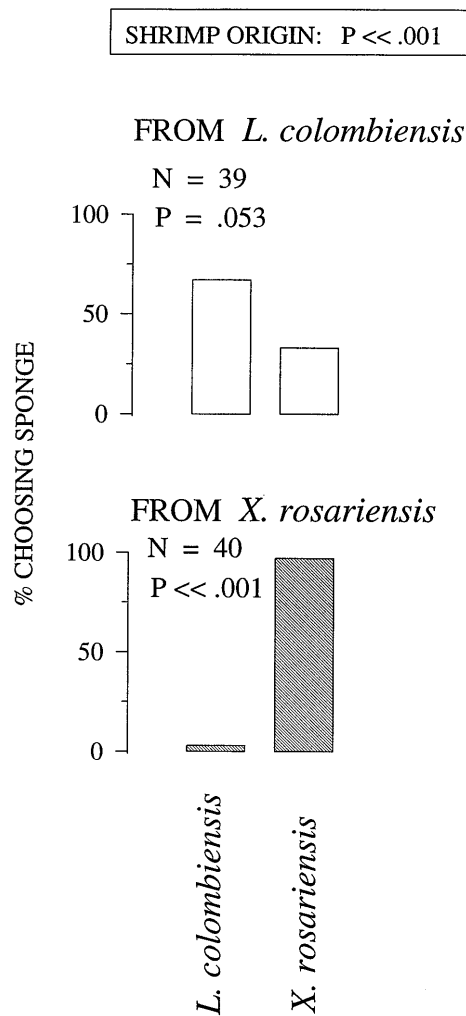 SHRIMP ORIGIN: P << .001
FROM L. colombiensis
N = 39
P = .053
100
50
0
% CHOOSING SPONGE
FROM X. rosariensis
N = 40
P << .001
100
50
0
L. colombiensis
X. rosariensis